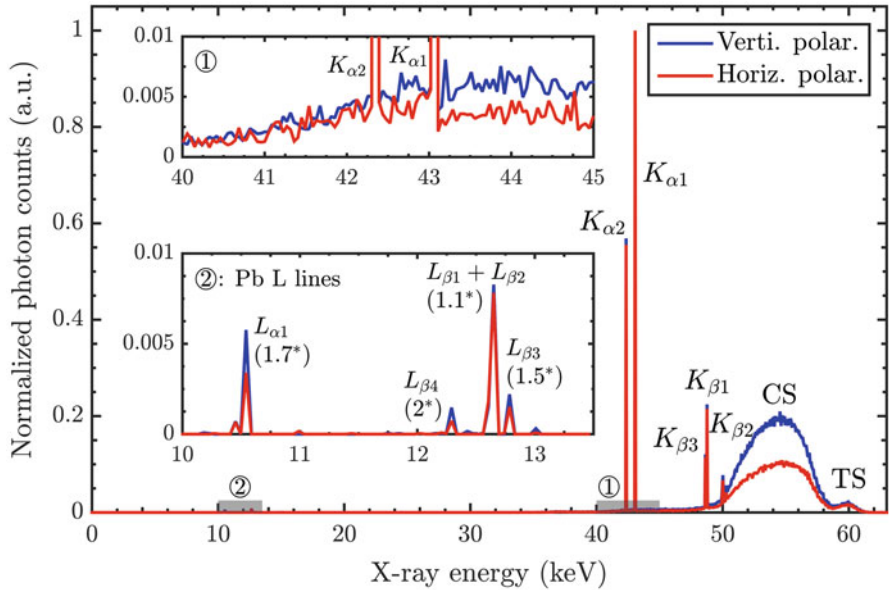 Normalized photon counts (a.u.)
1
0.8
0.6
0.4
0.2
0
0 10 20 30 40 50 60
X-ray energy (keV)
Verti. polar.
Horiz. polar.
0.01
0.005
0
①
Kα2
Kα1
40 41 42 43 44 45
0.01
0.005
0
②: Pb L lines
Lα1
(1.7*)
Lβ4
(2*)
Lβ1 + Lβ2
(1.1*)
Lβ3
(1.5*)
10 11 12 13
Kα1
Kα2
Kβ1
Kβ3
Kβ2
CS
TS
②
①